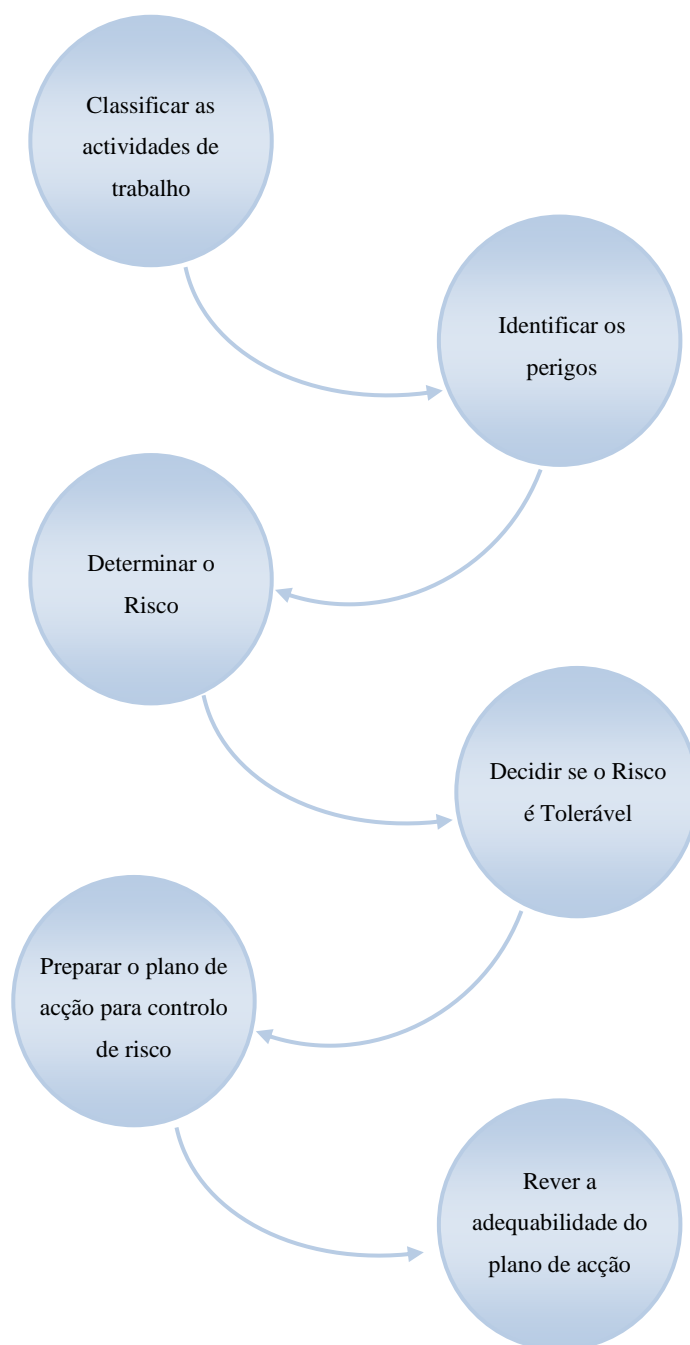 Classificar as
actividades de
trabalho
Identificar os
perigos
Determinar o
Risco
Decidir se o Risco
é Tolerável
Preparar o plano de
acção para controlo
de risco
Rever a
adequabilidade do
plano de acção